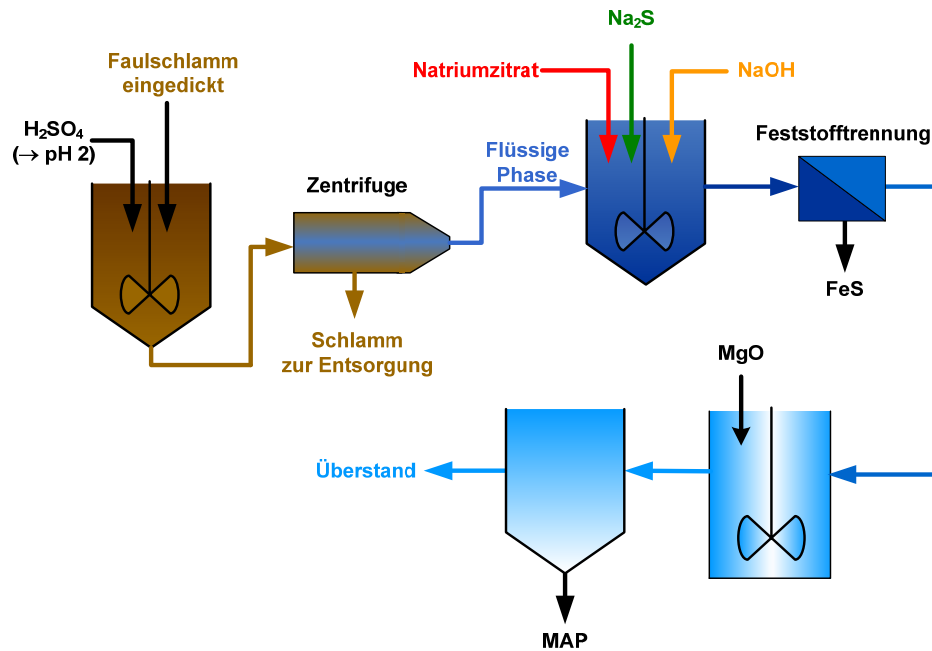 Na₂S
Natriumzitrat
NaOH
Faulschlamm
eingedickt
H₂SO₄
(→ pH 2)
Zentrifuge
Flüssige
Phase
Feststofftrennung
FeS
Schlamm
zur Entsorgung
MgO
Überstand
MAP